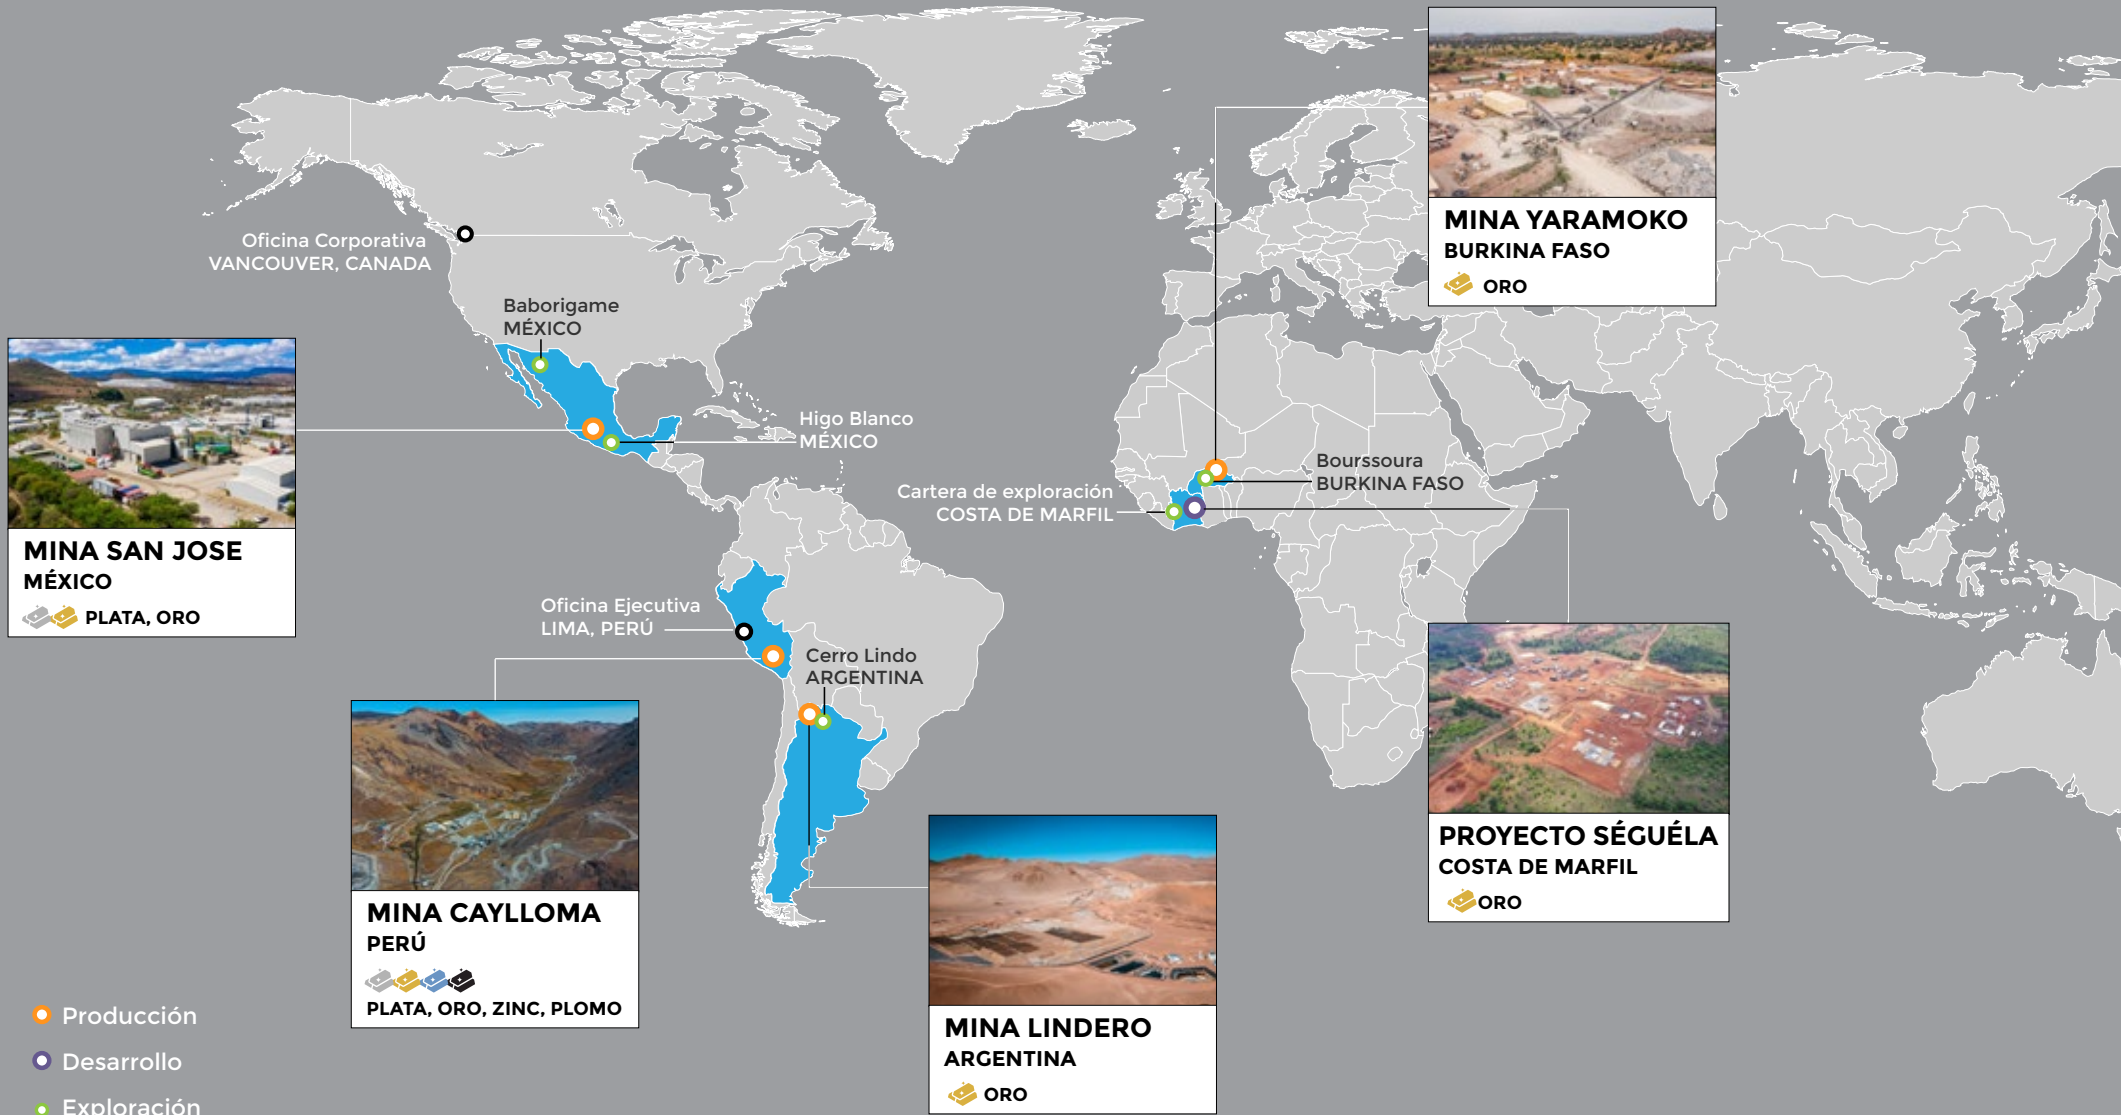 Oficina Corporativa
VANCOUVER, CANADA
Baborigame
MÉXICO
MINA SAN JOSE
MÉXICO
PLATA, ORO
Higo Blanco
MÉXICO
Oficina Ejecutiva
LIMA, PERÚ
Cerro Lindo
ARGENTINA
MINA CAYLLOMA
PERÚ
PLATA, ORO, ZINC, PLOMO
MINA LINDERO
ARGENTINA
ORO
MINA YARAMOKO
BURKINA FASO
ORO
Bourssoura
BURKINA FASO
Cartera de exploración
COSTA DE MARFIL
PROYECTO SÉGUÉLA
COSTA DE MARFIL
ORO
Producción
Desarrollo
Exploración